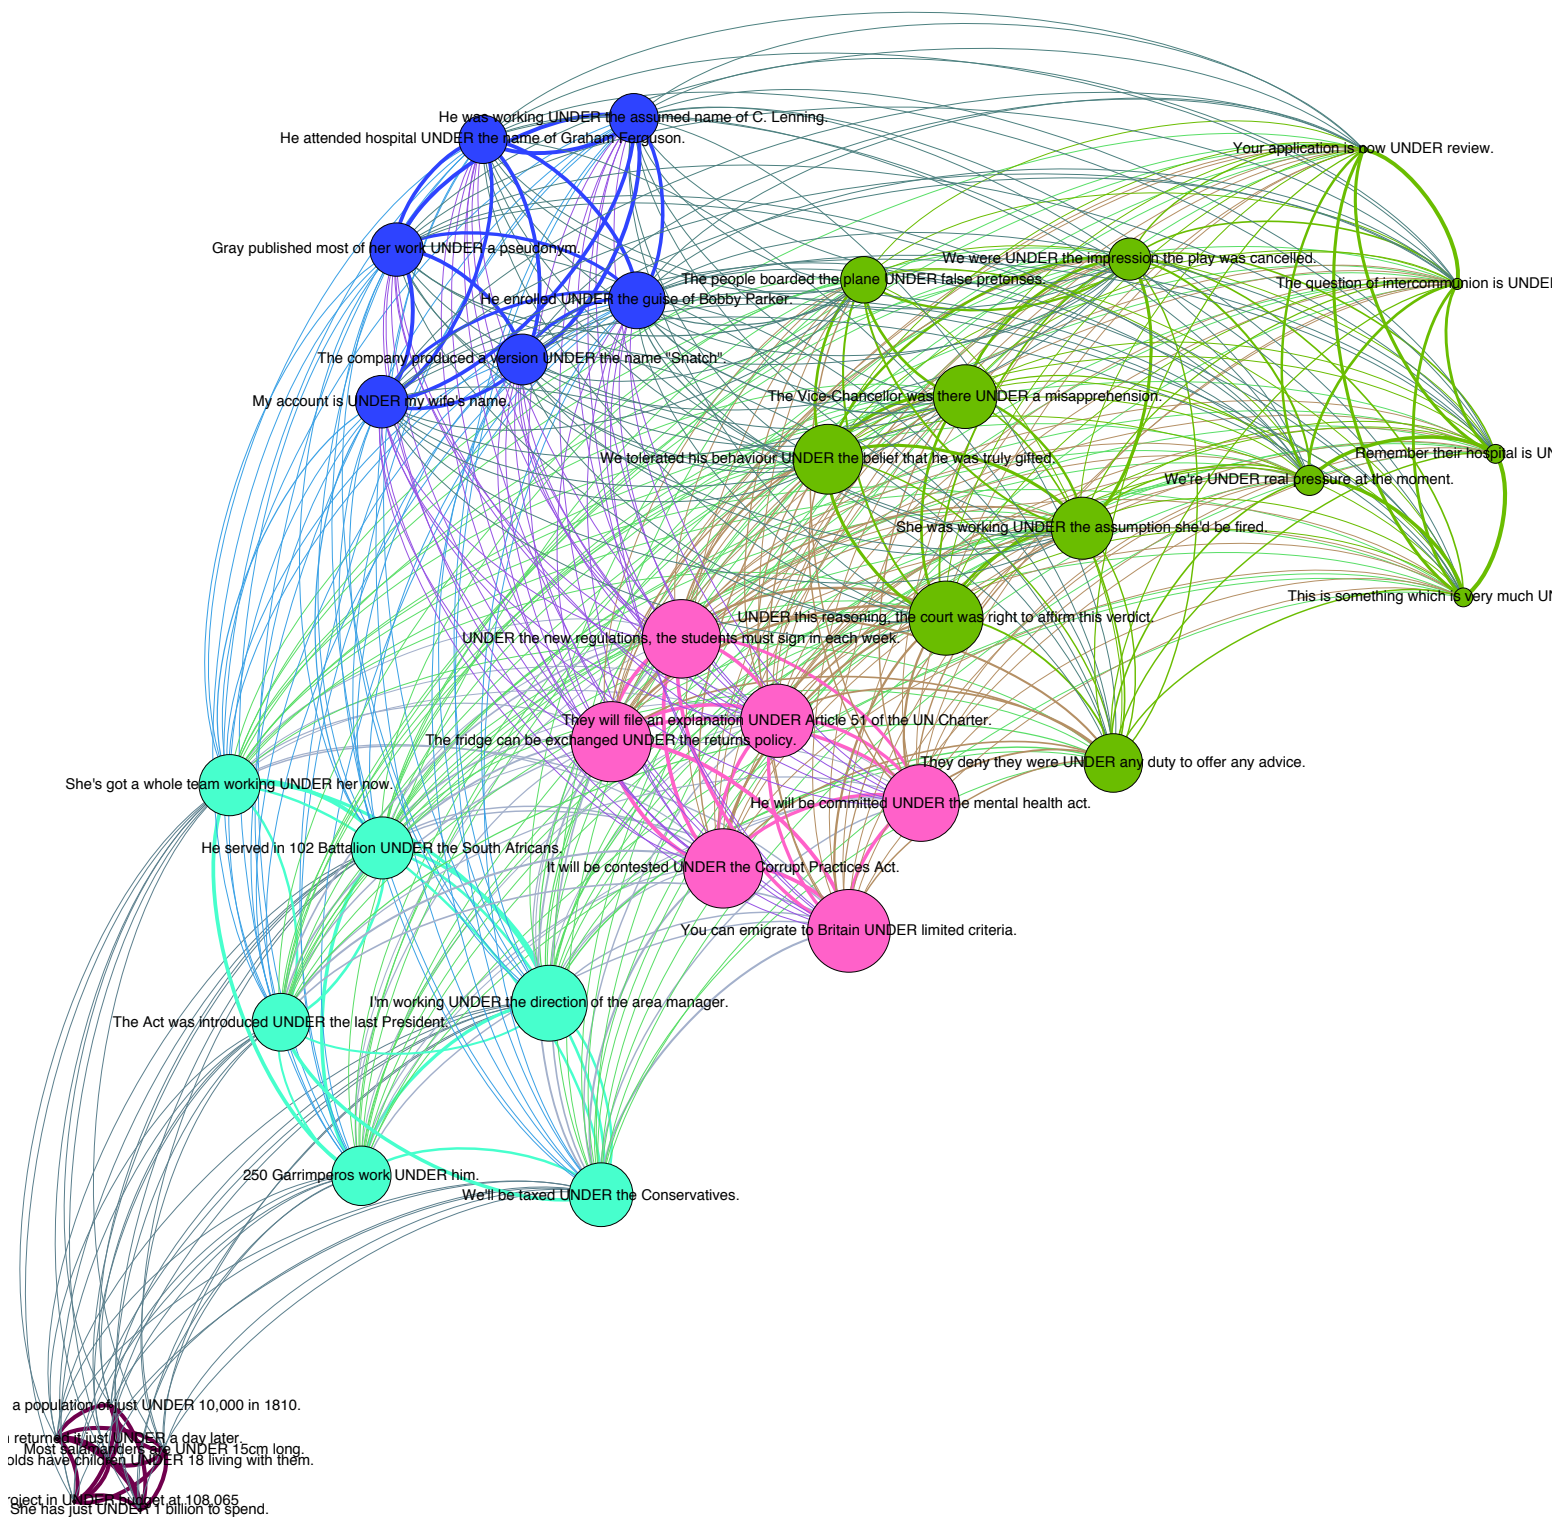 He was working UNDER the assumed name of C. Lenning.
He attended hospital UNDER the name of Graham Ferguson.
Your application is now UNDER review.
Gray published most of her work UNDER a pseudonym.
We were UNDER the impression the play was cancelled.
The people boarded the plane UNDER false pretenses.
The question of intercommunion is UNDE
He enrolled UNDER the guise of Bobby Parker.
The company produced a version UNDER the name "Snatch".
The Vice-Chancellor was there UNDER a misapprehension.
My account is UNDER my wife's name.
Remember their hospital is UN
We tolerated his behaviour UNDER the belief that he was truly gifted.
We're UNDER real pressure at the moment.
She was working UNDER the assumption she'd be fired.
This is something which is very much UN
UNDER this reasoning, the court was right to affirm this verdict.
UNDER the new regulations, the students must sign in each week.
They will file an explanation UNDER Article 51 of the UN Charter.
The fridge can be exchanged UNDER the returns policy.
They deny they were UNDER any duty to offer any advice.
She's got a whole team working UNDER her now.
He will be committed UNDER the mental health act.
He served in 102 Battalion UNDER the South Africans.
It will be contested UNDER the Corrupt Practices Act.
You can emigrate to Britain UNDER limited criteria.
I'm working UNDER the direction of the area manager.
The Act was introduced UNDER the last President.
250 Garrimperos work UNDER him.
We'll be taxed UNDER the Conservatives.
a population of just UNDER 10,000 in 1810.
returned it just UNDER a day later.
Most salamanders are UNDER 15cm long.
olds have children UNDER 18 living with them.
roject in UNDER budget at 108,065
She has just UNDER 1 billion to spend.